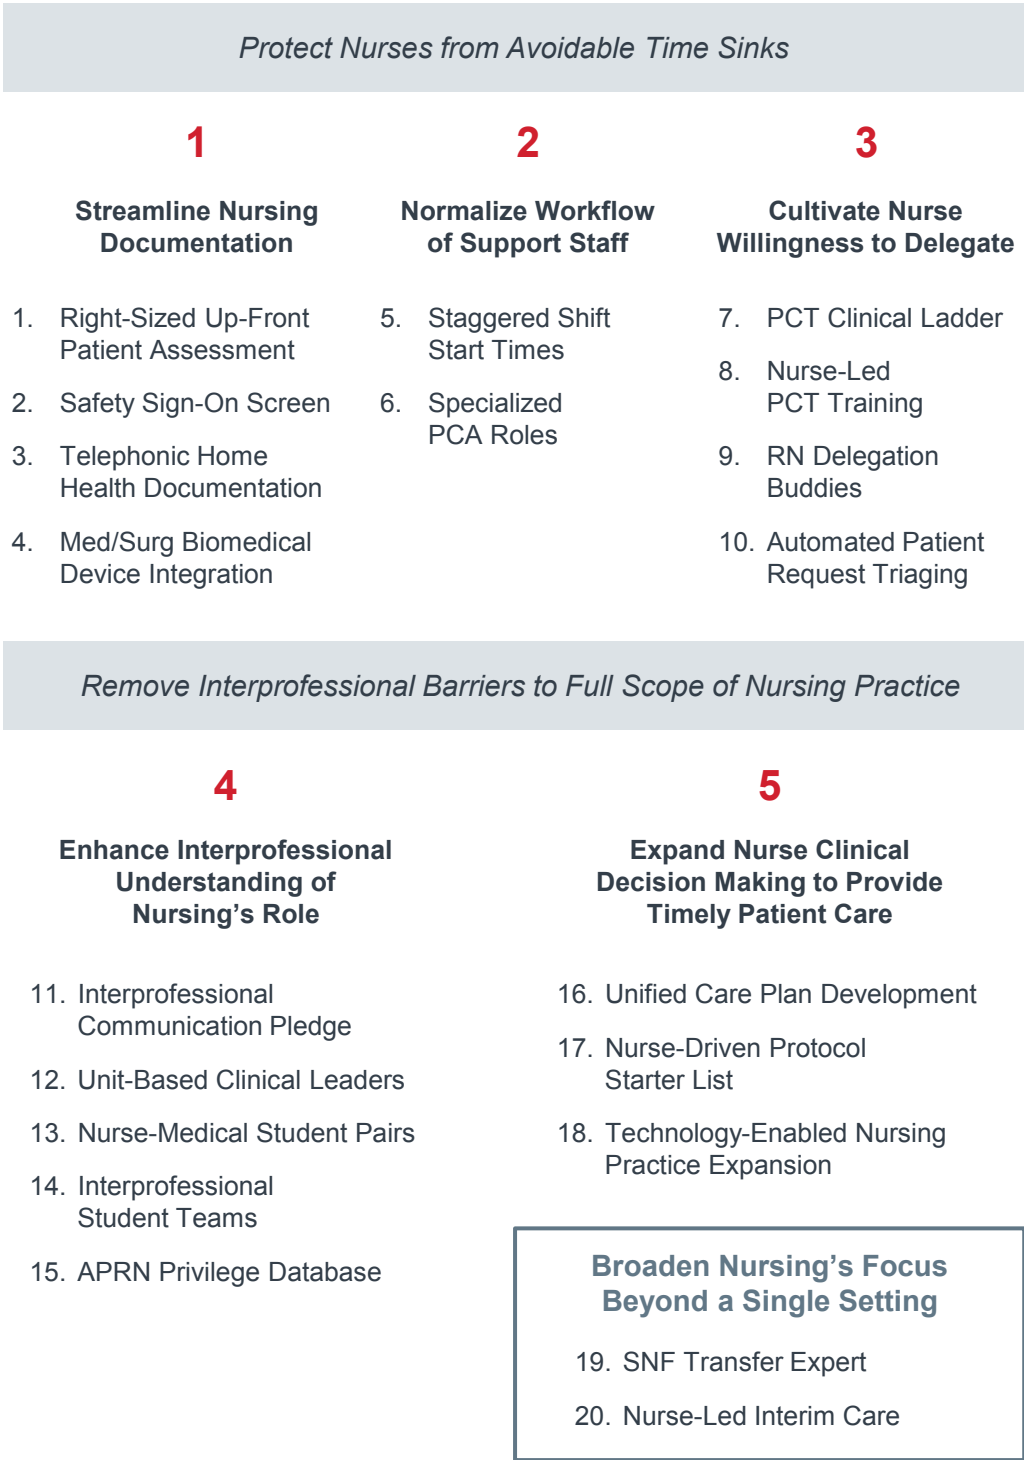 Protect Nurses from Avoidable Time Sinks
1
Streamline Nursing
Documentation
1. Right-Sized Up-Front
Patient Assessment
2. Safety Sign-On Screen
3. Telephonic Home
Health Documentation
4. Med/Surg Biomedical
Device Integration
2
Normalize Workflow
of Support Staff
5. Staggered Shift
Start Times
6. Specialized
PCA Roles
3
Cultivate Nurse
Willingness to Delegate
7. PCT Clinical Ladder
8. Nurse-Led
PCT Training
9. RN Delegation
Buddies
10. Automated Patient
Request Triaging
Remove Interprofessional Barriers to Full Scope of Nursing Practice
4
Enhance Interprofessional
Understanding of
Nursing’s Role
11. Interprofessional
Communication Pledge
12. Unit-Based Clinical Leaders
13. Nurse-Medical Student Pairs
14. Interprofessional
Student Teams
15. APRN Privilege Database
5
Expand Nurse Clinical
Decision Making to Provide
Timely Patient Care
16. Unified Care Plan Development
17. Nurse-Driven Protocol
Starter List
18. Technology-Enabled Nursing
Practice Expansion
Broaden Nursing’s Focus
Beyond a Single Setting
19. SNF Transfer Expert
20. Nurse-Led Interim Care